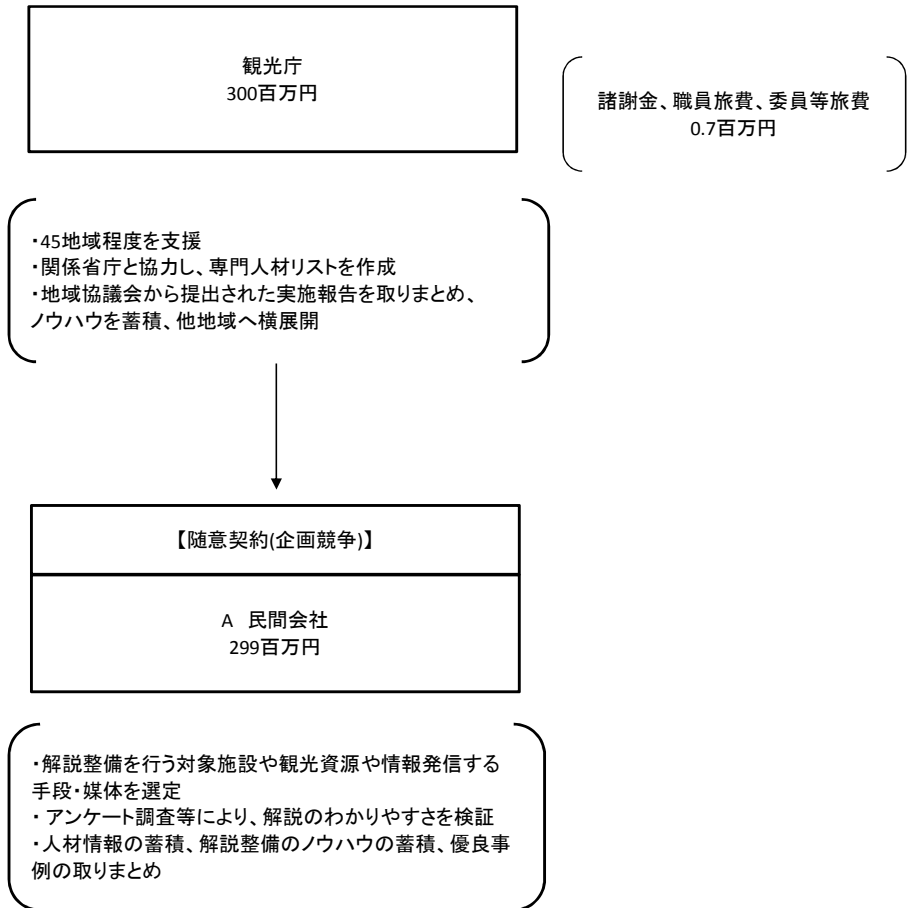 観光庁
300百万円
諸謝金、職員旅費、委員等旅費
0.7百万円
・45地域程度を支援
・関係省庁と協力し、専門人材リストを作成
・地域協議会から提出された実施報告を取りまとめ、
ノウハウを蓄積、他地域へ横展開
【随意契約(企画競争)】
A 民間会社
299百万円
・解説整備を行う対象施設や観光資源や情報発信する
手段・媒体を選定
・ アンケート調査等により、解説のわかりやすさを検証
・人材情報の蓄積、解説整備のノウハウの蓄積、優良事
例の取りまとめ